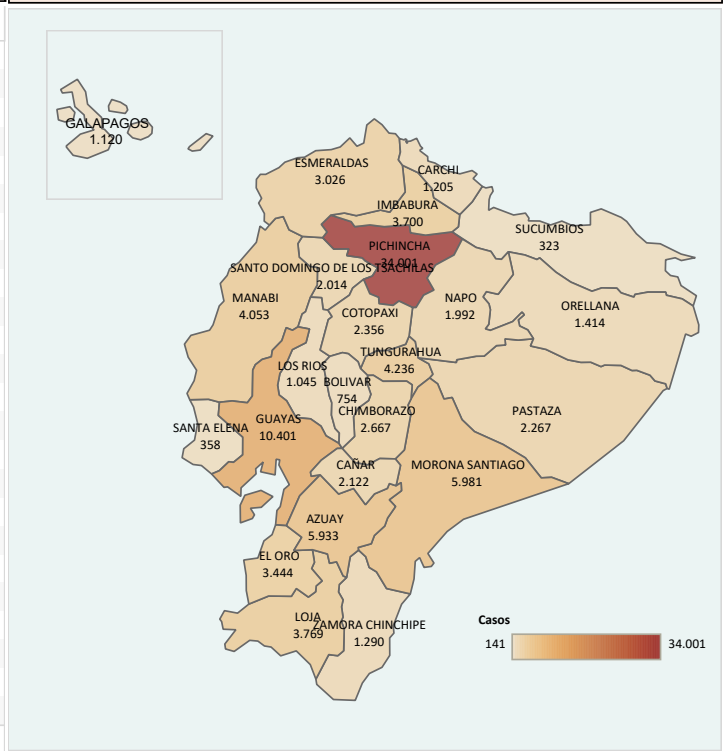 GALAPAGOS
1.120
ESMERALDAS
3.026
CARCHI
1.205
IMBABURA
3.700
SUCUMBIOS
323
PICHINCHA
34.001
SANTO DOMINGO DE LOS TSACHILAS
2.014
MANABI
4.053
NAPO
1.992
ORELLANA
1.414
COTOPAXI
2.356
TUNGURAHUA
4.236
LOS RIOS
1.045
BOLIVAR
754
CHIMBORAZO
2.667
PASTAZA
2.267
SANTA ELENA
358
GUAYAS
10.401
CAÑAR
2.122
MORONA SANTIAGO
5.981
AZUAY
5.933
EL ORO
3.444
LOJA
3.769
ZAMORA CHINCHIPE
1.290
Casos
141 34.001